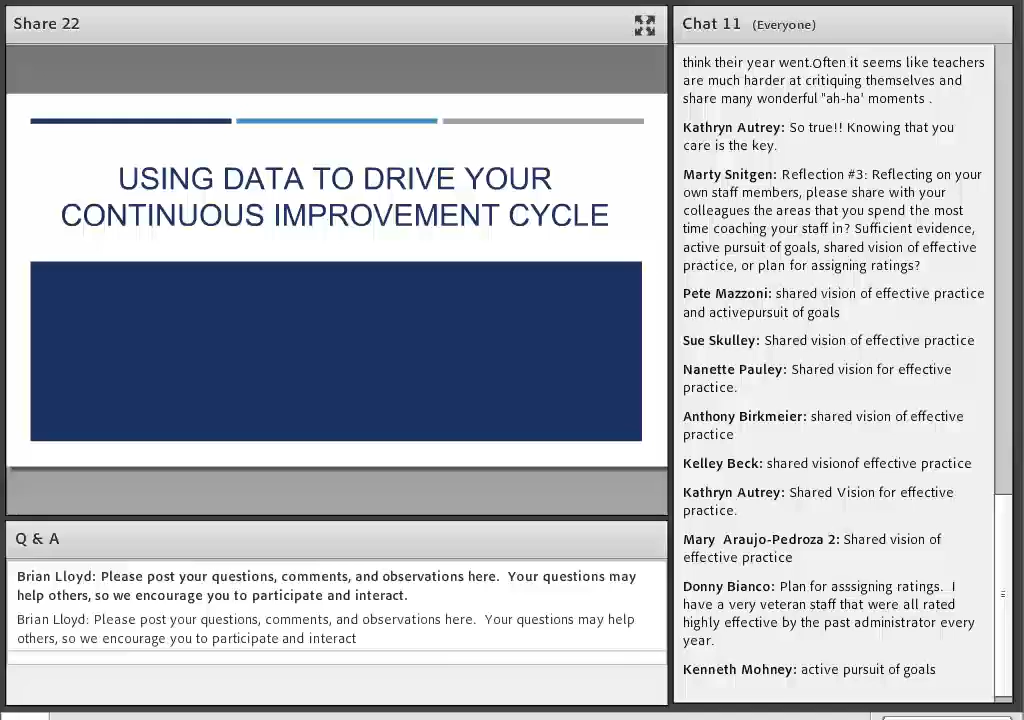 Share 22
USING DATA TO DRIVE YOUR
CONTINUOUS IMPROVEMENT CYCLE
Q & A
Brian Lloyd: Please post your questions, comments, and observations here.  Your questions may
help others, so we encourage you to participate and interact.
Brian Lloyd: Please post your questions, comments, and observations here.  Your questions may help
others, so we encourage you to participate and interact
Chat 11 (Everyone)
think their year went.Often it seems like teachers
are much harder at critiquing themselves and
share many wonderful "ah-ha' moments .
Kathryn Autrey: So true!! Knowing that you
care is the key.
Marty Snitgen: Reflection #3: Reflecting on your
own staff members, please share with your
colleagues the areas that you spend the most
time coaching your staff in? Sufficient evidence,
active pursuit of goals, shared vision of effective
practice, or plan for assigning ratings?
Pete Mazzoni: shared vision of effective practice
and activepursuit of goals
Sue Skulley: Shared vision of effective practice
Nanette Pauley: Shared vision for effective
practice.
Anthony Birkmeier: shared vision of effective
practice
Kelley Beck: shared visionof effective practice
Kathryn Autrey: Shared Vision for effective
practice.
Mary  Araujo-Pedroza 2: Shared vision of
effective practice
Donny Bianco: Plan for asssigning ratings.  I
have a very veteran staff that were all rated
highly effective by the past administrator every
year.
Kenneth Mohney: active pursuit of goals